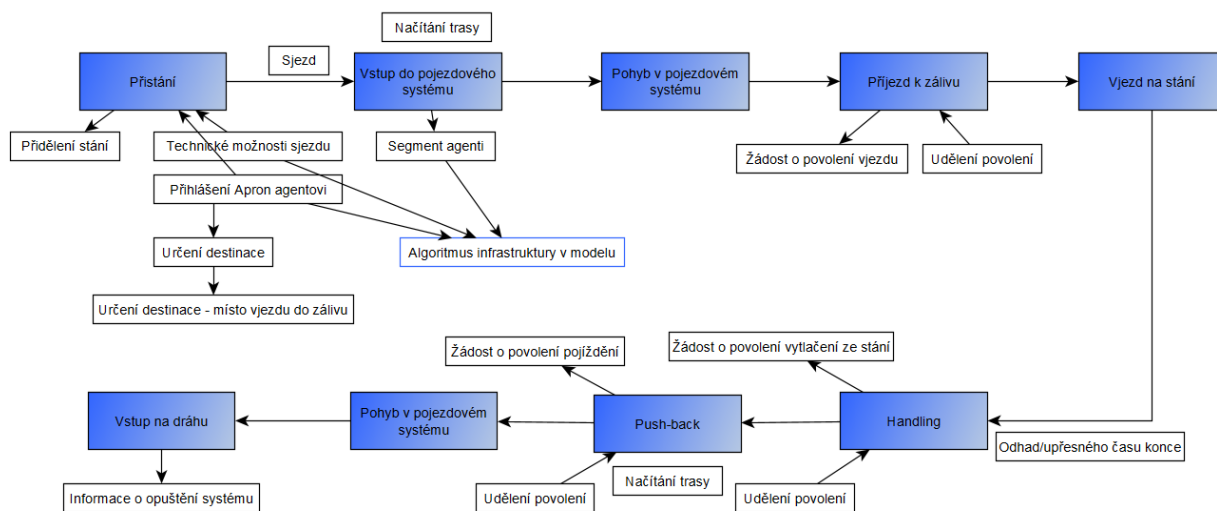 Načítání trasy
Sjezd
Přistání
Vstup do pojezdového
systému
Pohyb v pojezdovém
systému
Příjezd k zálivu
Vjezd na stání
Přidělení stání
Technické možnosti sjezdu
Segment agenti
Žádost o povolení vjezdu
Udělení povolení
Přihlášení Apron agentovi
Určení destinace
Algoritmus infrastruktury v modelu
Určení destinace - místo vjezdu do zálivu
Žádost o povolení pojíždění
Žádost o povolení vytlačení ze stání
Vstup na dráhu
Pohyb v pojezdovém
systému
Push-back
Handling
Odhad/upřesného času konce
Informace o opuštění systému
Udělení povolení
Načítání trasy
Udělení povolení